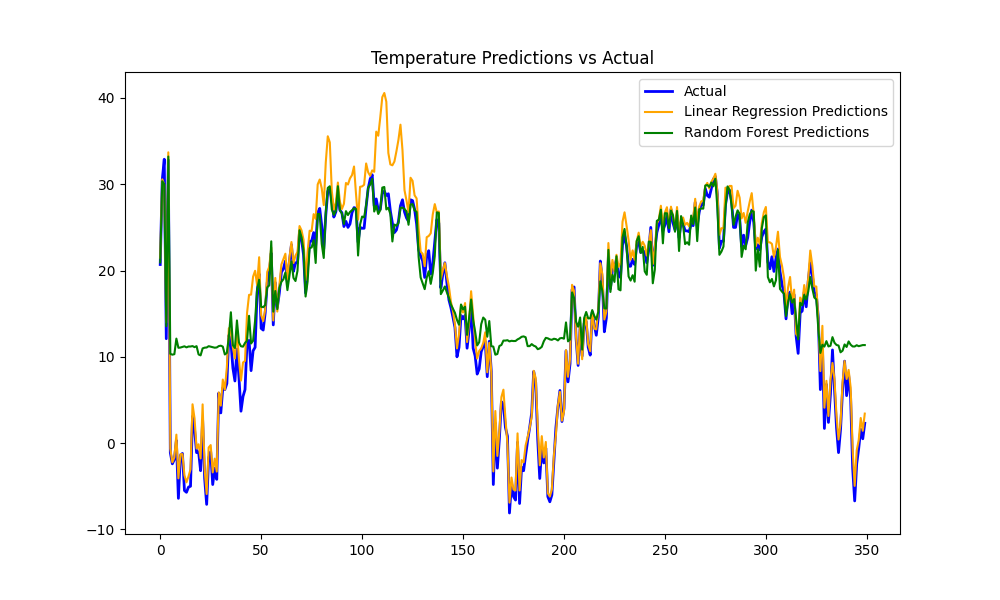 Temperature Predictions vs Actual
Actual
Linear Regression Predictions
Random Forest Predictions
40
30
20
10
0
−10
0 50 100 150 200 250 300 350